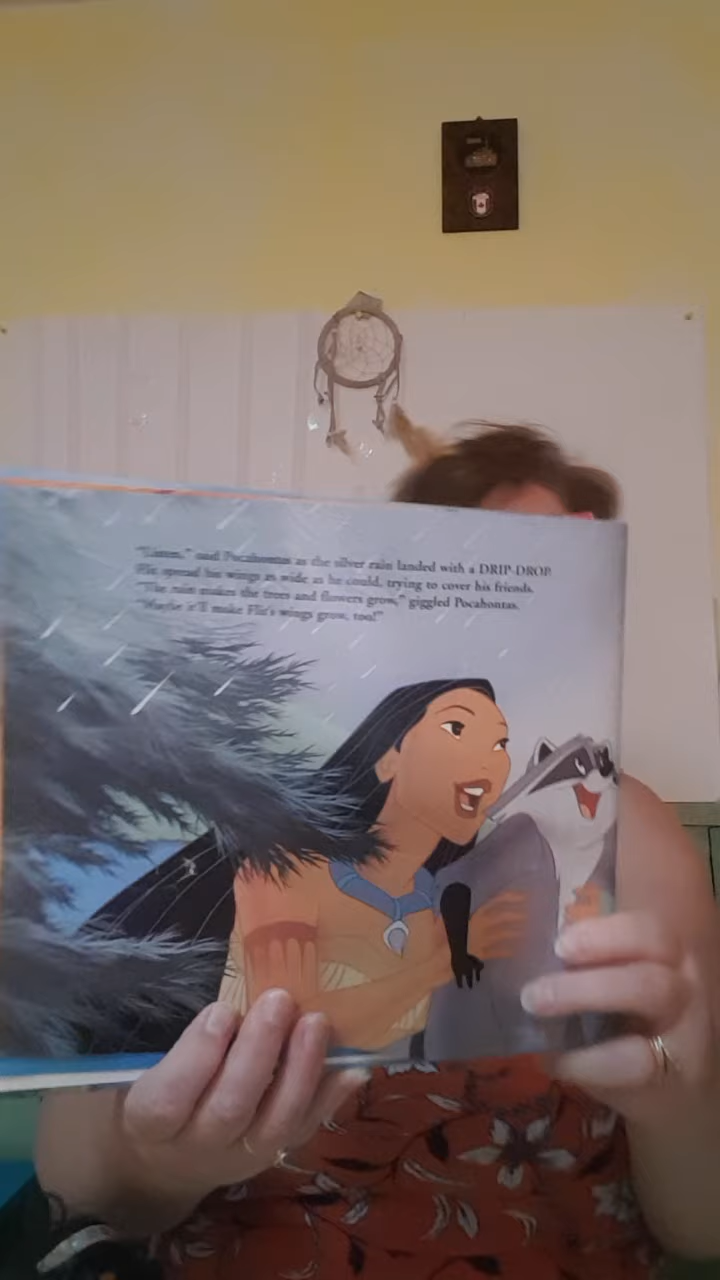 "Listen," said Pocahontas as the silver rain landed with a DRIP-DROP.
Flit spread his wings as wide as he could, trying to cover his friends.
"The rain makes the trees and flowers grow," giggled Pocahontas.
"Maybe it'll make Flit's wings grow, too!"